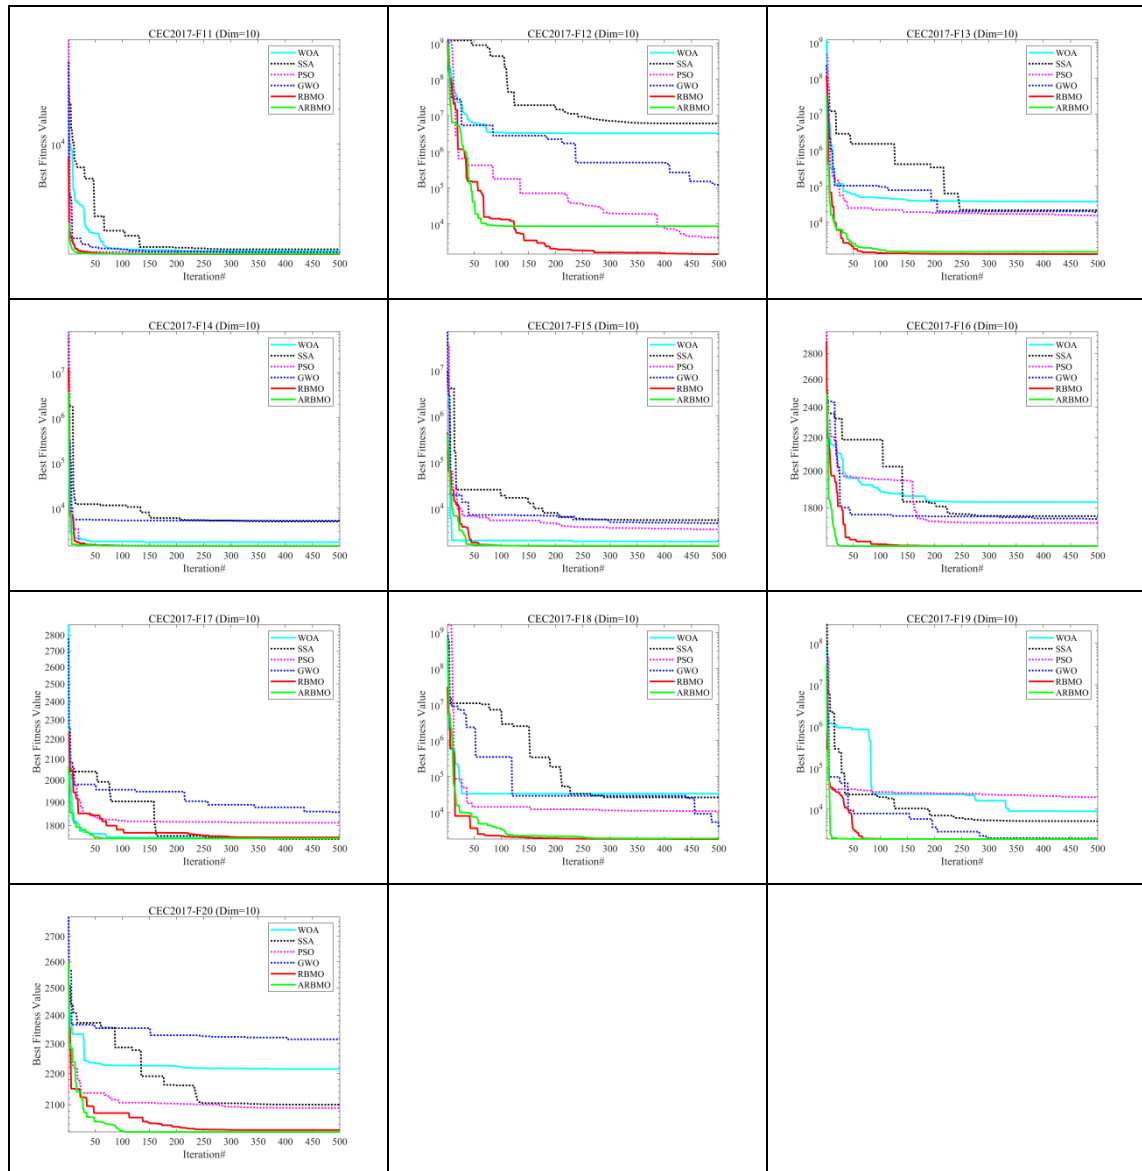 CEC2017-F11 (Dim=10)
Best Fitness Value
10^4
WOA
SSA
PSO
GWO
RBMO
ARBMO
50 100 150 200 250 300 350 400 450 500
Iteration#
CEC2017-F12 (Dim=10)
Best Fitness Value
10^9
10^8
10^7
10^6
10^5
10^4
WOA
SSA
PSO
GWO
RBMO
ARBMO
50 100 150 200 250 300 350 400 450 500
Iteration#
CEC2017-F13 (Dim=10)
Best Fitness Value
10^9
10^8
10^7
10^6
10^5
10^4
WOA
SSA
PSO
GWO
RBMO
ARBMO
50 100 150 200 250 300 350 400 450 500
Iteration#
CEC2017-F14 (Dim=10)
Best Fitness Value
10^7
10^6
10^5
10^4
WOA
SSA
PSO
GWO
RBMO
ARBMO
50 100 150 200 250 300 350 400 450 500
Iteration#
CEC2017-F15 (Dim=10)
Best Fitness Value
10^7
10^6
10^5
10^4
WOA
SSA
PSO
GWO
RBMO
ARBMO
50 100 150 200 250 300 350 400 450 500
Iteration#
CEC2017-F16 (Dim=10)
Best Fitness Value
2800
2600
2400
2200
2000
1800
WOA
SSA
PSO
GWO
RBMO
ARBMO
50 100 150 200 250 300 350 400 450 500
Iteration#
CEC2017-F17 (Dim=10)
Best Fitness Value
2800
2700
2600
2500
2400
2300
2200
2100
2000
1900
1800
WOA
SSA
PSO
GWO
RBMO
ARBMO
50 100 150 200 250 300 350 400 450 500
Iteration#
CEC2017-F18 (Dim=10)
Best Fitness Value
10^9
10^8
10^7
10^6
10^5
10^4
WOA
SSA
PSO
GWO
RBMO
ARBMO
50 100 150 200 250 300 350 400 450 500
Iteration#
CEC2017-F19 (Dim=10)
Best Fitness Value
10^8
10^7
10^6
10^5
10^4
WOA
SSA
PSO
GWO
RBMO
ARBMO
50 100 150 200 250 300 350 400 450 500
Iteration#
CEC2017-F20 (Dim=10)
Best Fitness Value
2700
2600
2500
2400
2300
2200
2100
WOA
SSA
PSO
GWO
RBMO
ARBMO
50 100 150 200 250 300 350 400 450 500
Iteration#